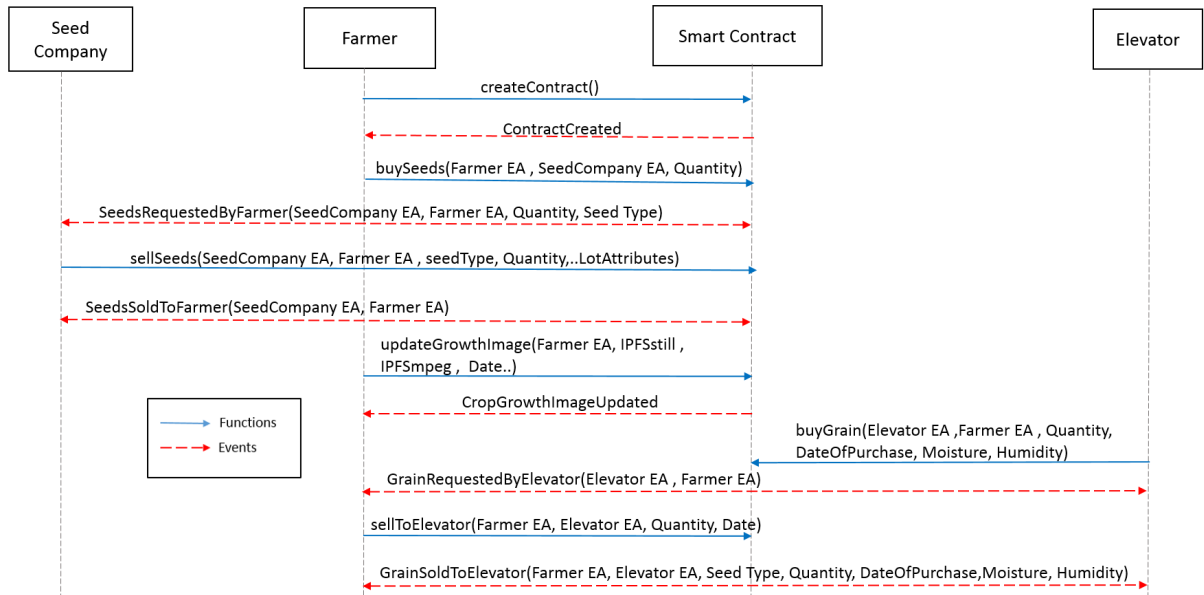 Seed
Company
Farmer
Smart Contract
Elevator
createContract()
ContractCreated
buySeeds(Farmer EA , SeedCompany EA, Quantity)
SeedsRequestedByFarmer(SeedCompany EA, Farmer EA, Quantity, Seed Type)
sellSeeds(SeedCompany EA, Farmer EA , seedType, Quantity,..LotAttributes)
SeedsSoldToFarmer(SeedCompany EA, Farmer EA)
updateGrowthImage(Farmer EA, IPFSstill ,
IPFSmpeg ,  Date..)
CropGrowthImageUpdated
Functions
Events
buyGrain(Elevator EA ,Farmer EA , Quantity,
DateOfPurchase, Moisture, Humidity)
GrainRequestedByElevator(Elevator EA , Farmer EA)
sellToElevator(Farmer EA, Elevator EA, Quantity, Date)
GrainSoldToElevator(Farmer EA, Elevator EA, Seed Type, Quantity, DateOfPurchase,Moisture, Humidity)